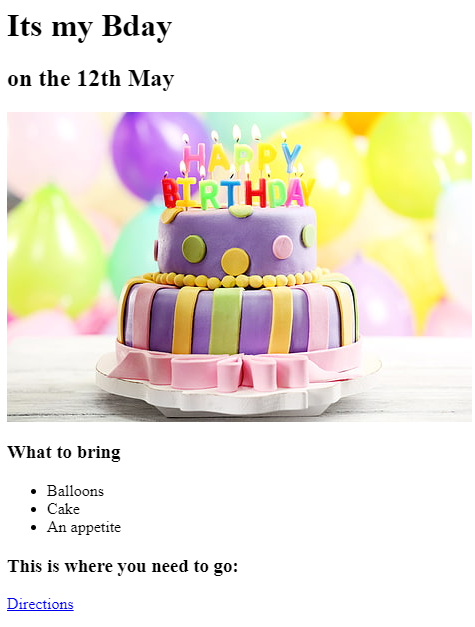 Its my Bday
on the 12th May
HAPPY
BIRTHDAY
What to bring
Balloons
Cake
An appetite
This is where you need to go:
Directions